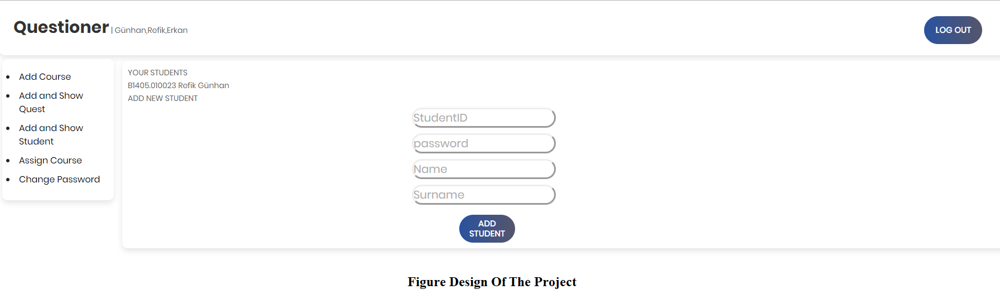 Questioner | Günhan,Refik,Erkan
LOG OUT
Add Course
Add and Show
Quest
Add and Show
Student
Assign Course
Change Password
YOUR STUDENTS
B1405.010023 Refik Günhan
ADD NEW STUDENT
StudentID
password
Name
Surname
ADD
STUDENT
Figure Design Of The Project